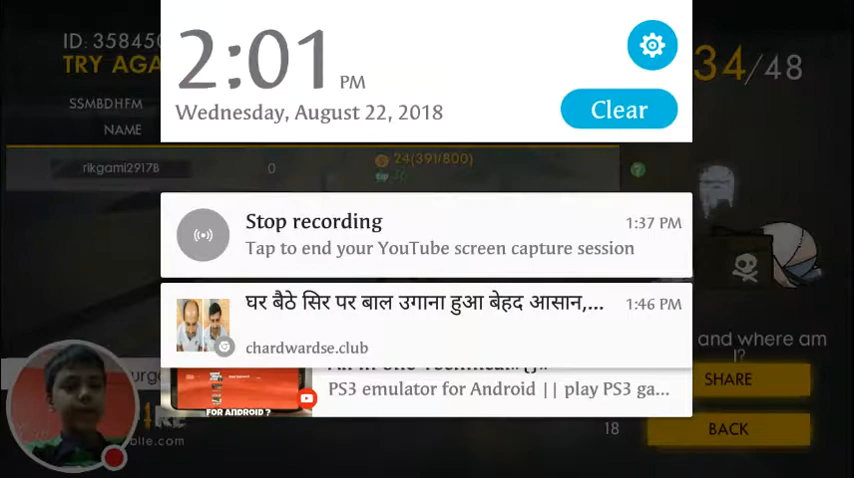 2:01 PM
Wednesday, August 22, 2018
Clear
ID: 358450
TRY AGA
34/48
SSMBDHFM
NAME
rikgami2917B
0
24(391/800)
Stop recording
1:37 PM
Tap to end your YouTube screen capture session
घर बैठे सिर पर बाल उगाना हुआ बेहद आसान,...
1:46 PM
chardwardse.club
PS3 emulator for Android || play PS3 ga...
FOR ANDROID ?
and where am
I?
SHARE
18
BACK
bile.com